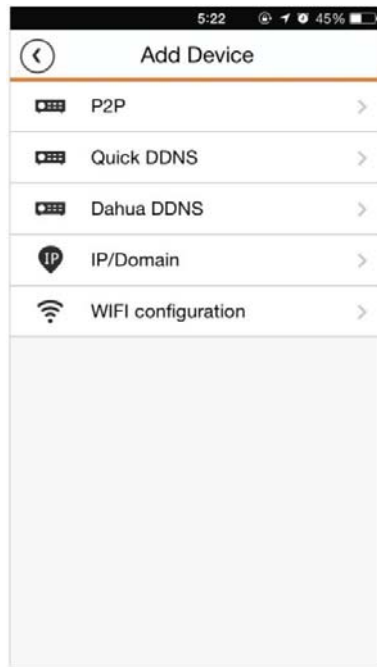 5:22 45%
Add Device
P2P
Quick DDNS
Dahua DDNS
IP IP/Domain
WIFI configuration